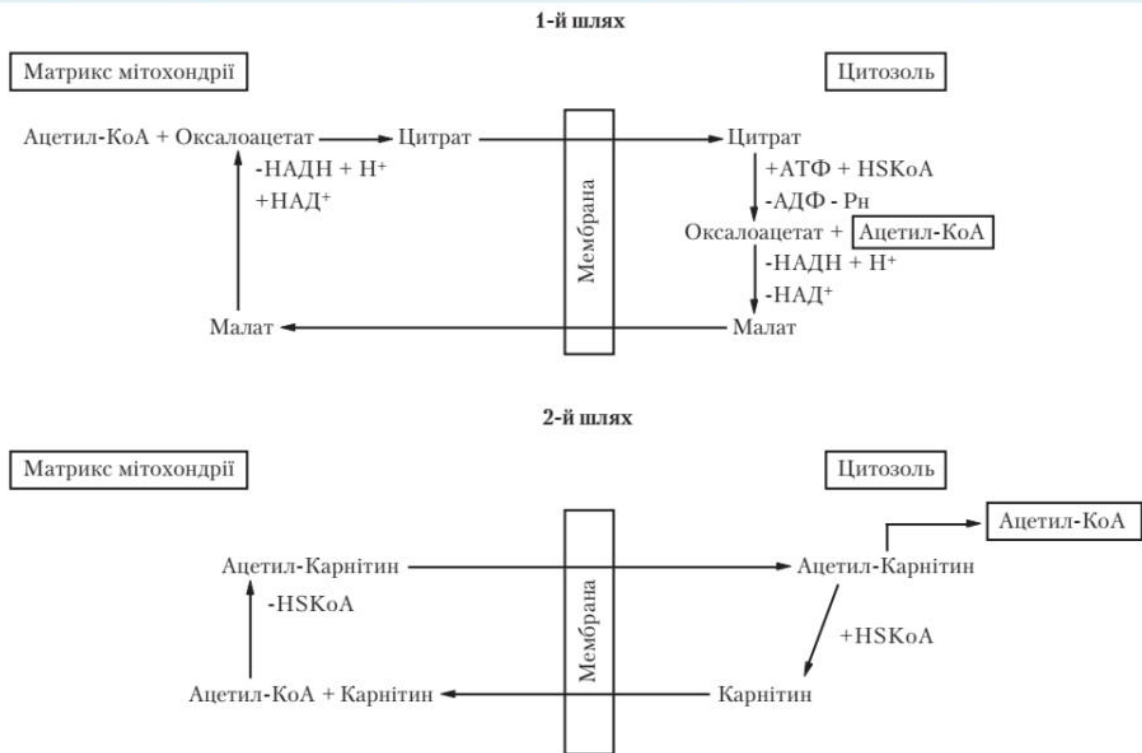 1-й шлях
Матрикс мітохондрії
Цитозоль
Ацетил-КоА + Оксалоацетат
Цитрат
Цитрат
-НАДН + Н⁺
+НАД⁺
Мембрана
+АТФ + HSKoA
-АДФ - Рн
Оксалоацетат + Ацетил-КоА
-НАДН + Н⁺
-НАД⁺
Малат
Малат
2-й шлях
Матрикс мітохондрії
Цитозоль
Ацетил-КоА
Ацетил-Карнітин
Ацетил-Карнітин
-HSKoA
Мембрана
+HSKoA
Ацетил-КоА + Карнітин
Карнітин